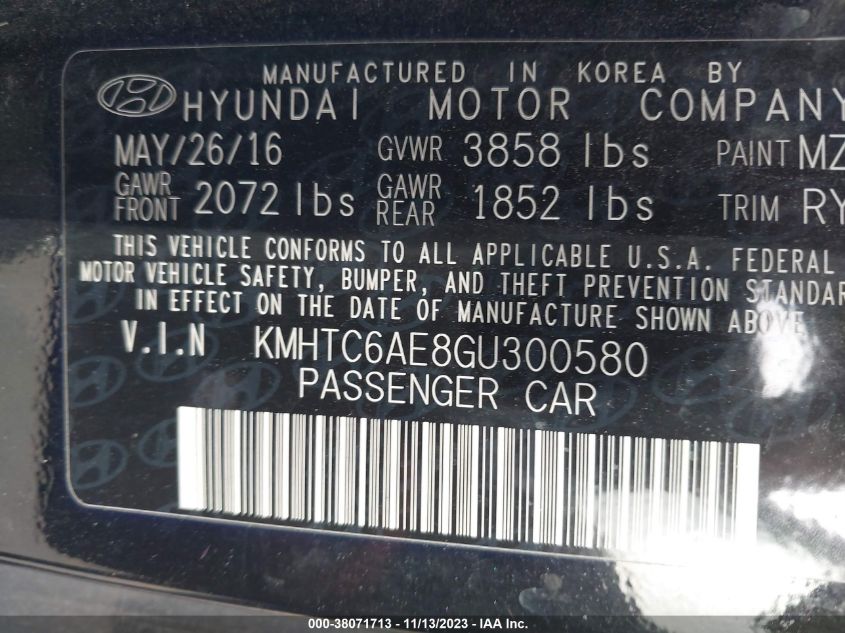 MANUFACTURED IN KOREA BY
HYUNDAI MOTOR COMPANY
MAY/26/16 GVWR 3858 lbs PAINT MZ
GAWR FRONT 2072 lbs GAWR REAR 1852 lbs TRIM RY
THIS VEHICLE CONFORMS TO ALL APPLICABLE U.S.A. FEDERAL
MOTOR VEHICLE SAFETY, BUMPER, AND THEFT PREVENTION STANDAR
IN EFFECT ON THE DATE OF MANUFACTURE SHOWN ABOVE.
V.I.N KMHTC6AE8GU300580
PASSENGER CAR
000-38071713 - 11/13/2023 - IAA Inc.